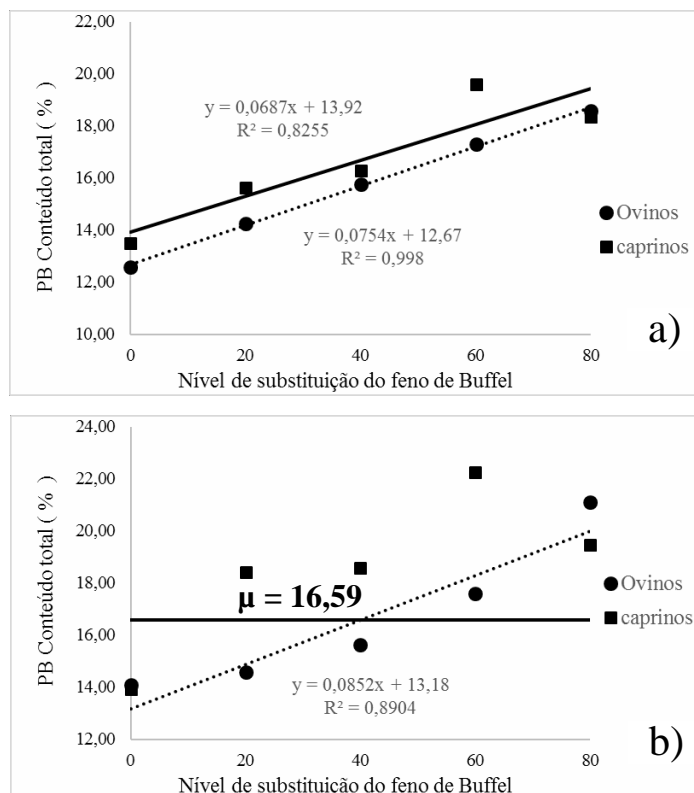 22,00
20,00
18,00
16,00
14,00
12,00
10,00
PB Conteúdo total ( % )
y = 0,0687x + 13,92
R² = 0,8255
y = 0,0754x + 12,67
R² = 0,998
Ovinos
caprinos
a)
0 20 40 60 80
Nível de substituição do feno de Buffel
24,00
22,00
20,00
18,00
16,00
14,00
12,00
PB Conteúdo total ( % )
μ = 16,59
y = 0,0852x + 13,18
R² = 0,8904
Ovinos
caprinos
b)
0 20 40 60 80
Nível de substituição do feno de Buffel